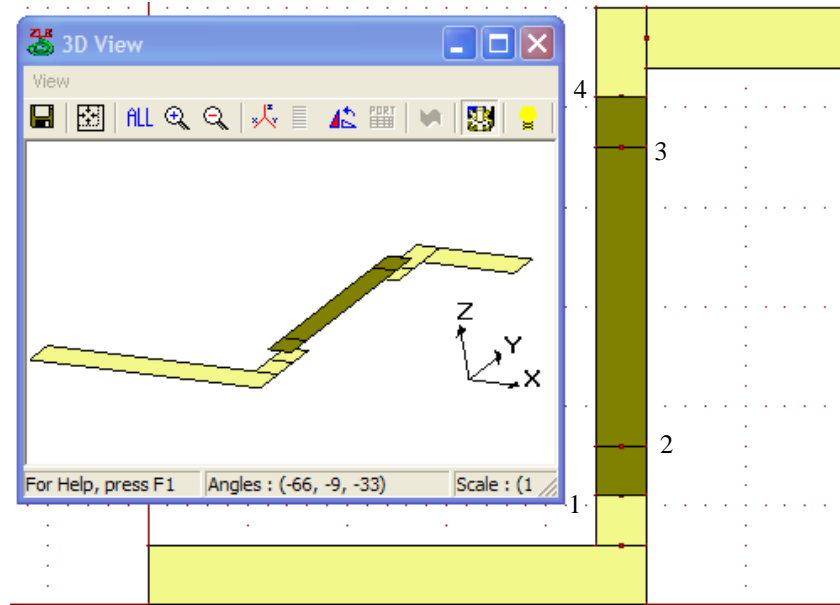 3D View
View
ALL
PORT
Z
Y
X
For Help, press F1
Angles : (-66, -9, -33)
Scale : (1
4
3
2
1